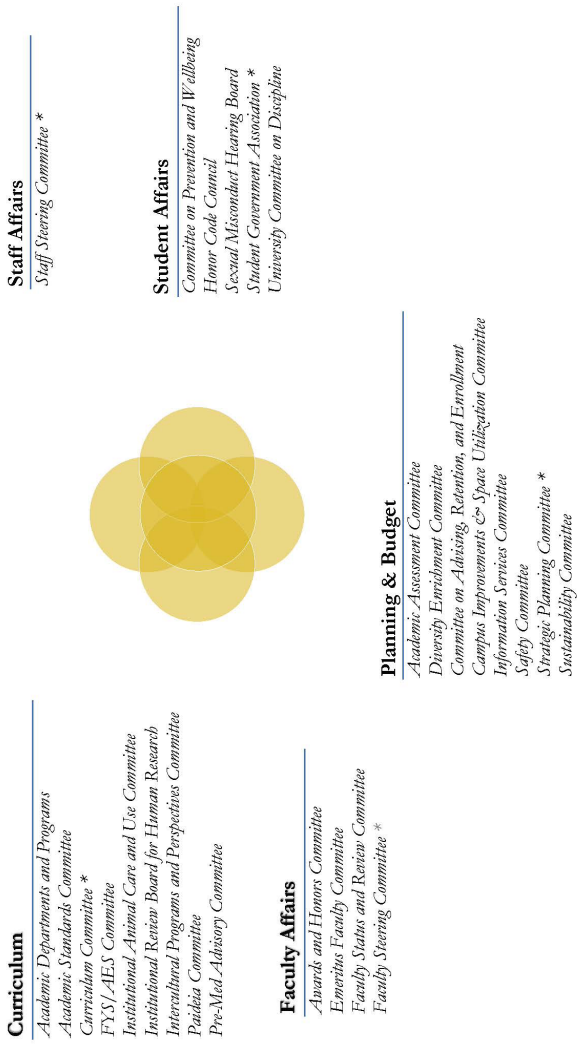 Curriculum
Academic Departments and Programs
Academic Standards Committee
Curriculum Committee *
FYS/AES Committee
Institutional Animal Care and Use Committee
Institutional Review Board for Human Research
Intercultural Programs and Perspectives Committee
Paideia Committee
Pre-Med Advisory Committee
Faculty Affairs
Awards and Honors Committee
Emeritus Faculty Committee
Faculty Status and Review Committee
Faculty Steering Committee *
Planning & Budget
Academic Assessment Committee
Diversity Enrichment Committee
Committee on Advising, Retention, and Enrollment
Campus Improvements & Space Utilization Committee
Information Services Committee
Safety Committee
Strategic Planning Committee *
Sustainability Committee
Staff Affairs
Staff Steering Committee *
Student Affairs
Committee on Prevention and Wellbeing
Honor Code Council
Sexual Misconduct Hearing Board
Student Government Association *
University Committee on Discipline